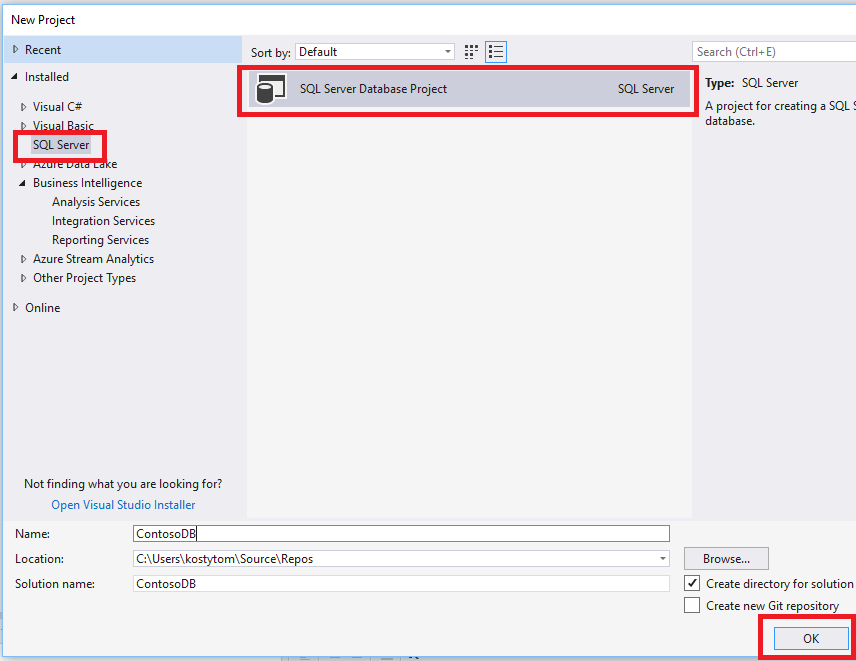 New Project
Recent
Installed
Visual C#
Visual Basic
SQL Server
Azure Data Lake
Business Intelligence
Analysis Services
Integration Services
Reporting Services
Azure Stream Analytics
Other Project Types
Online
Not finding what you are looking for?
Open Visual Studio Installer
Sort by: Default
SQL Server Database Project SQL Server
Search (Ctrl+E)
Type: SQL Server
A project for creating a SQL S
database.
Name: ContosoDB
Location: C:\Users\kostytom\Source\Repos Browse...
Solution name: ContosoDB Create directory for solution
Create new Git repository
OK